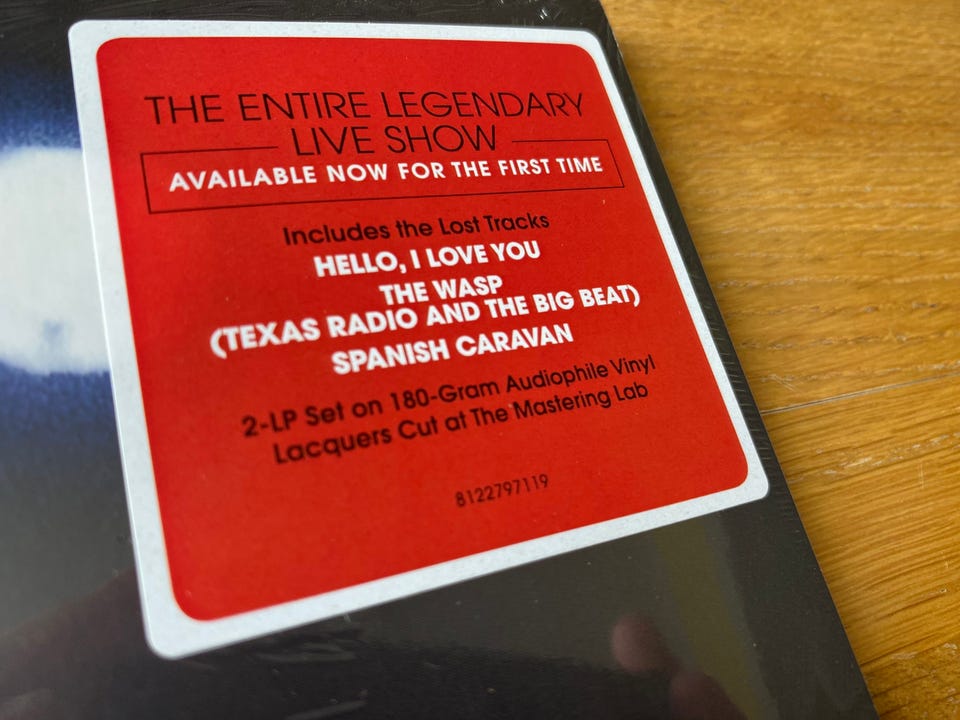 THE ENTIRE LEGENDARY
LIVE SHOW
AVAILABLE NOW FOR THE FIRST TIME
Includes the Lost Tracks
HELLO, I LOVE YOU
THE WASP
(TEXAS RADIO AND THE BIG BEAT)
SPANISH CARAVAN
2-LP Set on 180-Gram Audiophile Vinyl
Lacquers Cut at The Mastering Lab
8122797119